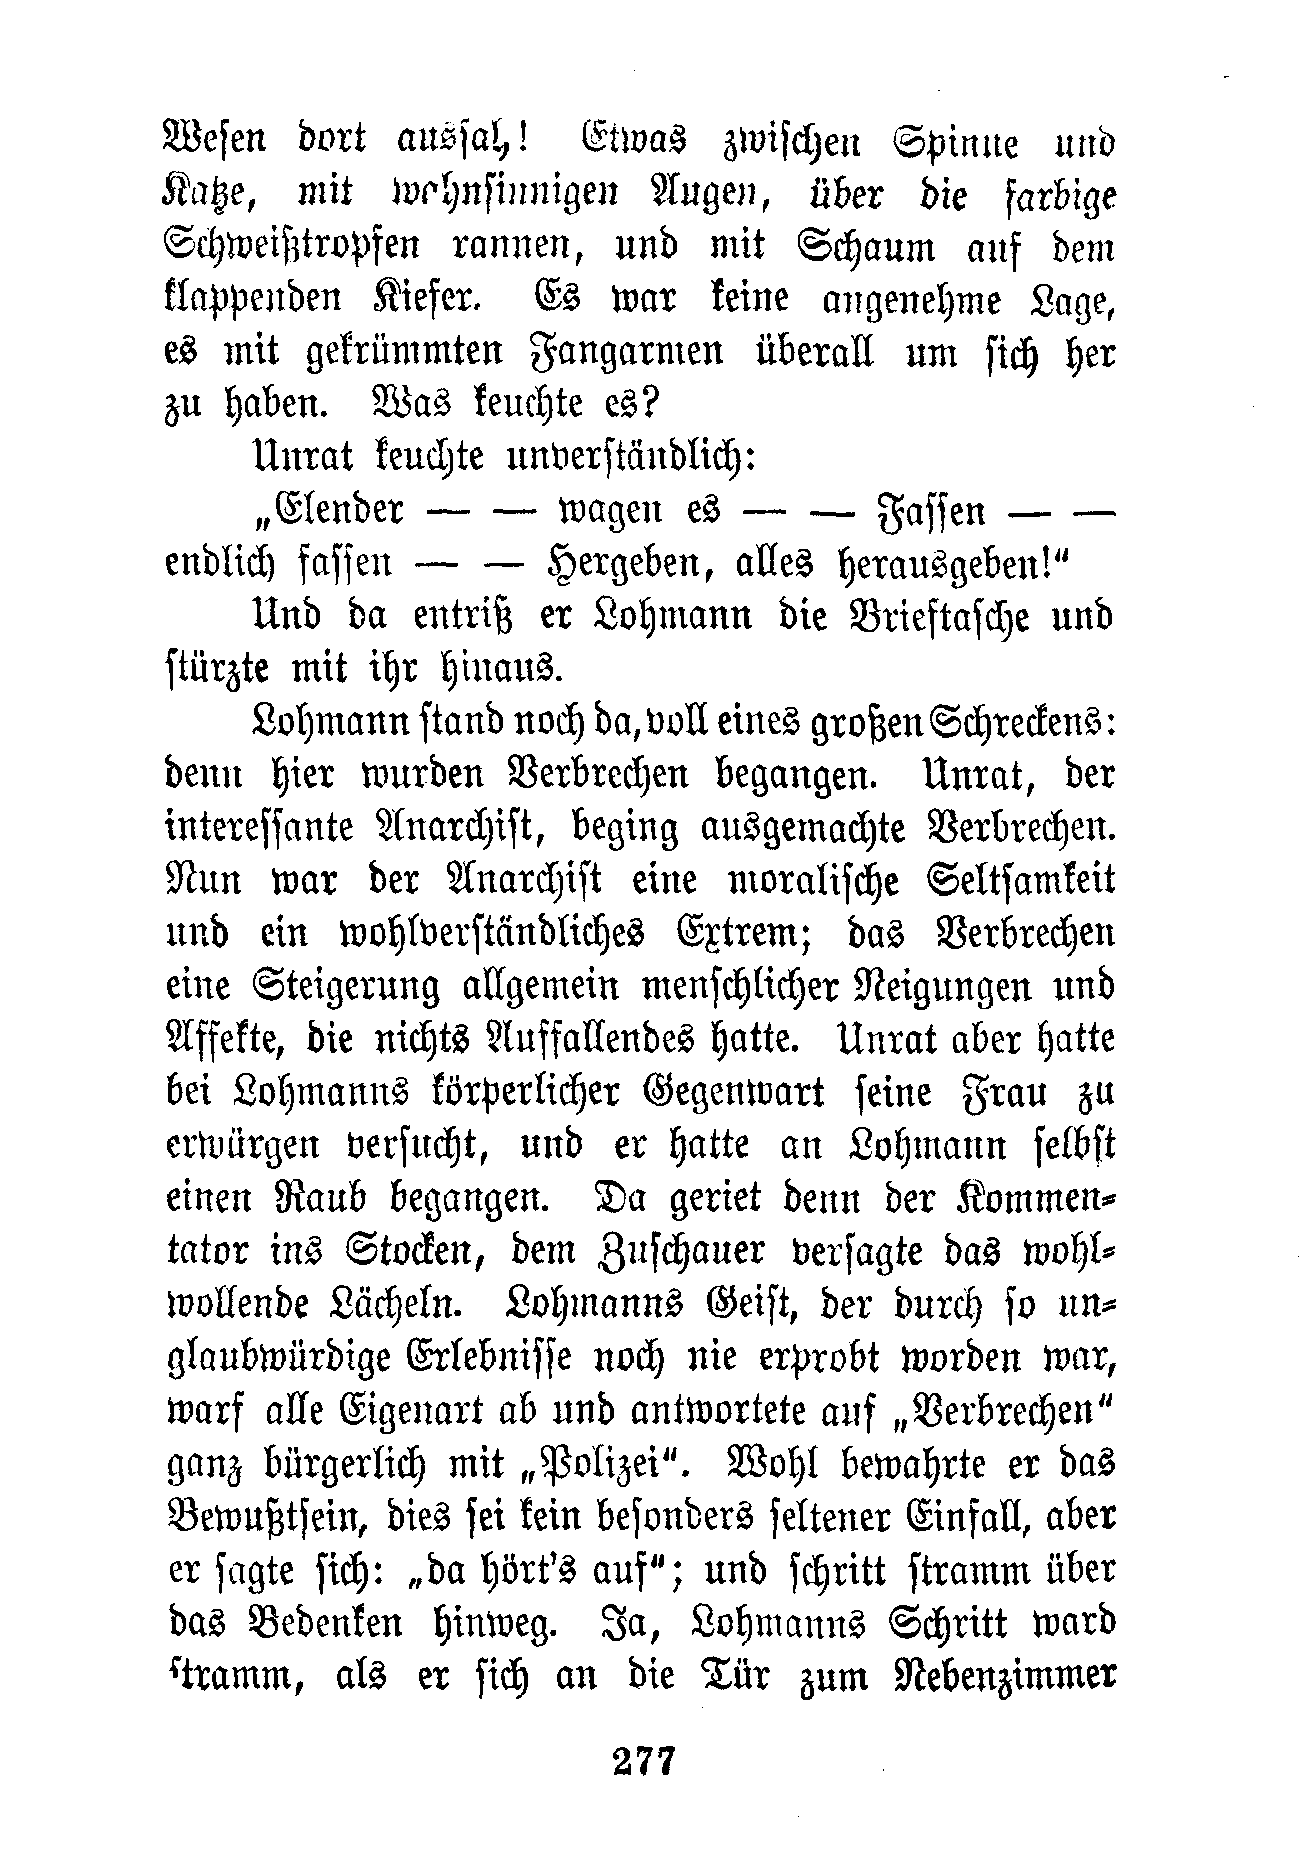 Wesen dort aussah! Etwas zwischen Spinne und
Katze, mit wahnsinnigen Augen, über die farbige
Schweißtropfen rannen, und mit Schaum auf dem
klappenden Kiefer. Es war keine angenehme Lage,
es mit gekrümmten Fangarmen überall um sich her
zu haben. Was keuchte es?
Unrat keuchte unverständlich:
„Elender — — wagen es — — Fassen — —
endlich fassen — — Hergeben, alles herausgeben!“
Und da entriß er Lohmann die Brieftasche und
stürzte mit ihr hinaus.
Lohmann stand noch da, voll eines großen Schreckens:
denn hier wurden Verbrechen begangen. Unrat, der
interessante Anarchist, beging ausgemachte Verbrechen.
Nun war der Anarchist eine moralische Seltsamkeit
und ein wohlverständliches Extrem; das Verbrechen
eine Steigerung allgemein menschlicher Neigungen und
Affekte, die nichts Auffallendes hatte. Unrat aber hatte
bei Lohmanns körperlicher Gegenwart seine Frau zu
erwürgen versucht, und er hatte an Lohmann selbst
einen Raub begangen. Da geriet denn der Kommen-
tator ins Stocken, dem Zuschauer versagte das wohl-
wollende Lächeln. Lohmanns Geist, der durch so un-
glaubwürdige Erlebnisse noch nie erprobt worden war,
warf alle Eigenart ab und antwortete auf „Verbrechen“
ganz bürgerlich mit „Polizei“. Wohl bewahrte er das
Bewußtsein, dies sei kein besonders seltener Einfall, aber
er sagte sich: „da hört's auf“; und schritt stramm über
das Bedenken hinweg. Ja, Lohmanns Schritt ward
stramm, als er sich an die Tür zum Nebenzimmer
277